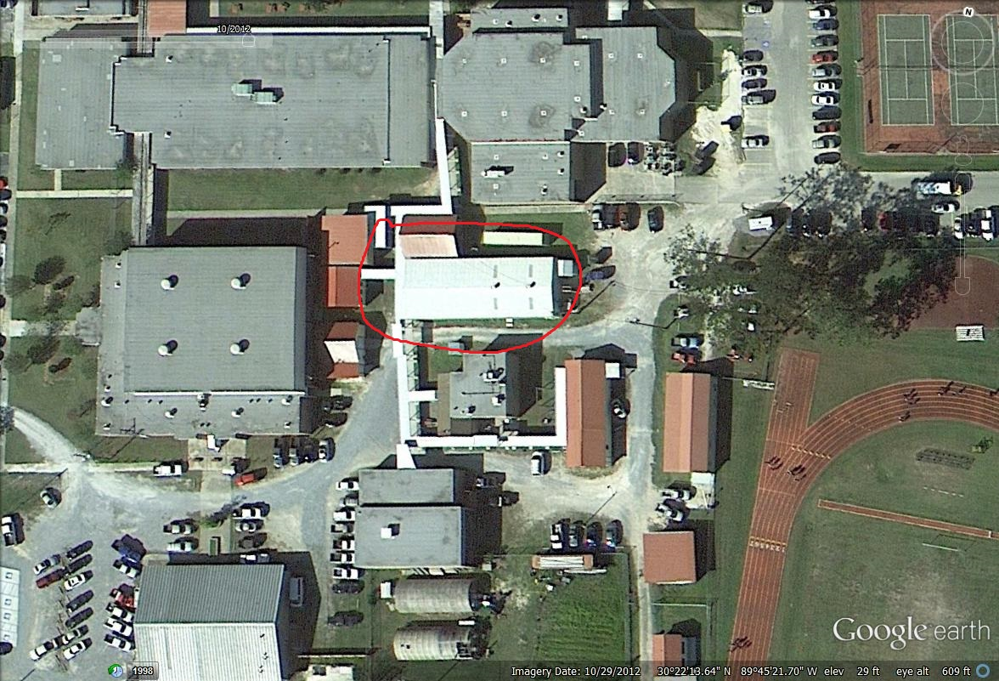 10/2012
N
Google earth
1998
Imagery Date: 10/29/2012 30°22'13.64" N 89°45'21.70" W elev 29 ft eye alt 609 ft